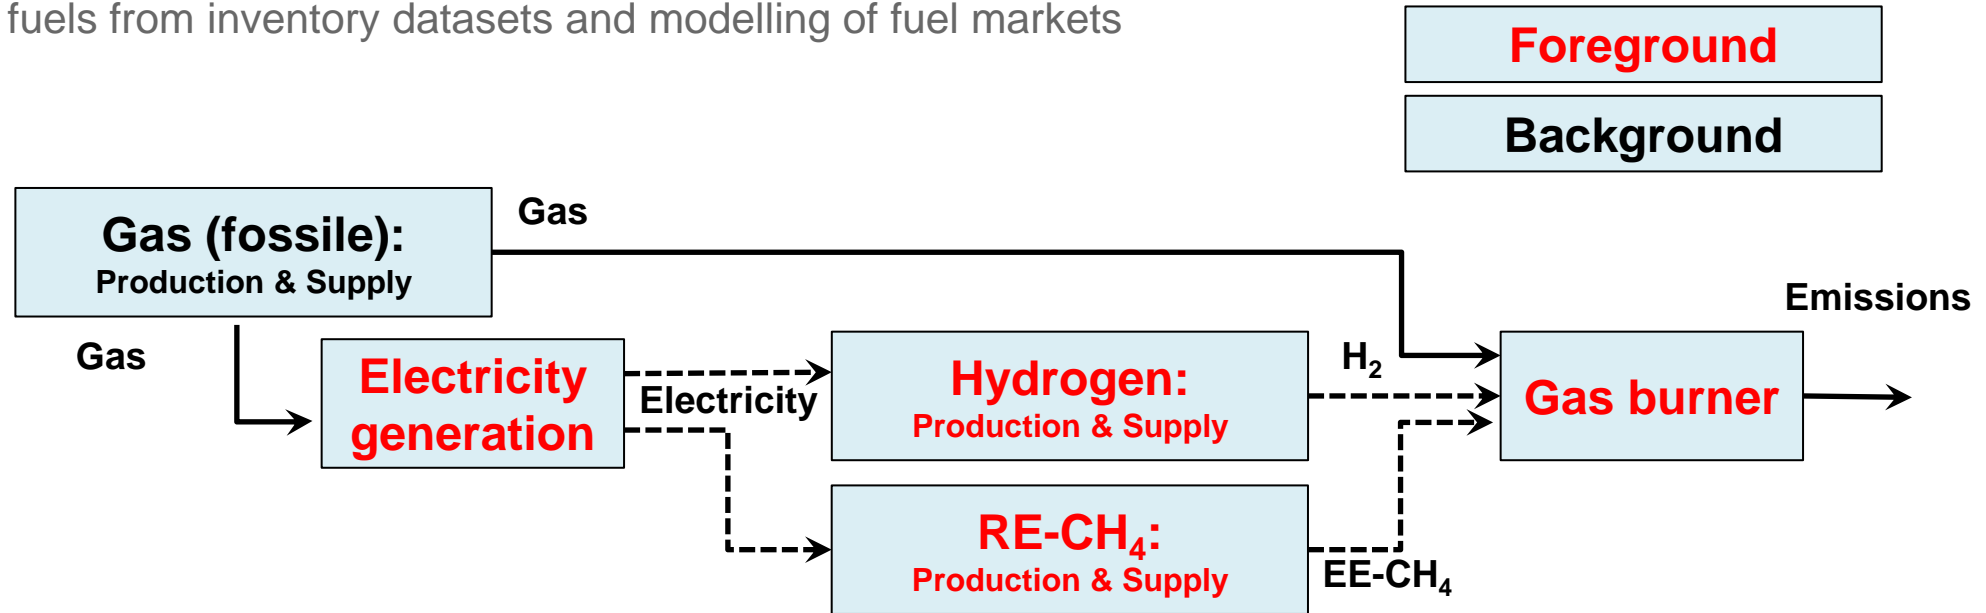 fuels from inventory datasets and modelling of fuel markets
Foreground
Background
Gas (fossile):
Production & Supply
Gas
Emissions
Gas
Electricity
generation
Electricity
Hydrogen:
Production & Supply
H₂
Gas burner
RE-CH₄:
Production & Supply
EE-CH₄